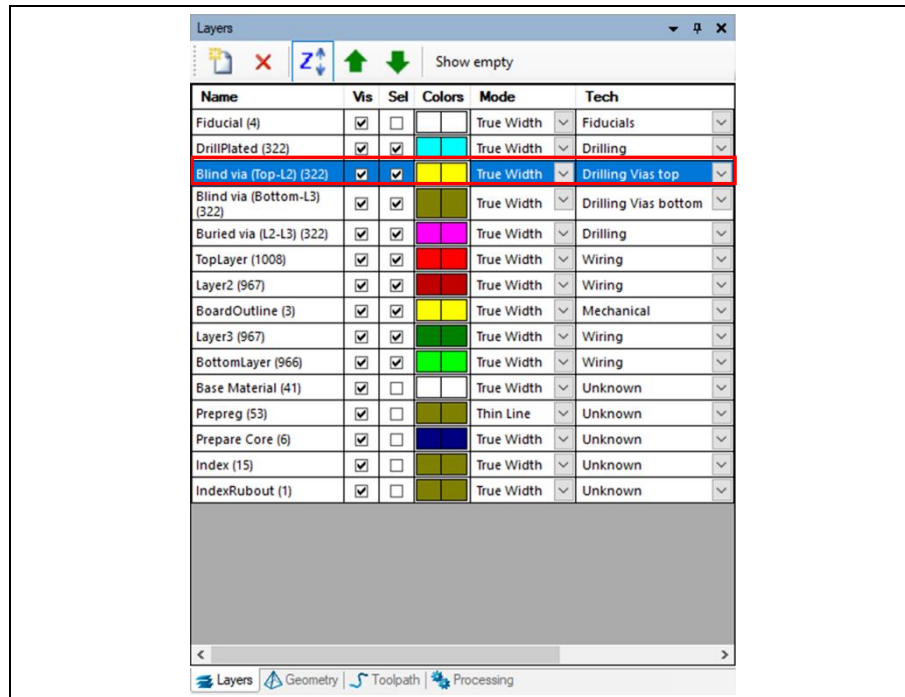 Layers
Show empty
Name Vis Sel Colors Mode Tech
Fiducial (4) True Width Fiducials
DrillPlated (322) True Width Drilling
Blind via (Top-L2) (322) True Width Drilling Vias top
Blind via (Bottom-L3)
(322) True Width Drilling Vias bottom
Buried via (L2-L3) (322) True Width Drilling
TopLayer (1008) True Width Wiring
Layer2 (967) True Width Wiring
BoardOutline (3) True Width Mechanical
Layer3 (967) True Width Wiring
BottomLayer (966) True Width Wiring
Base Material (41) True Width Unknown
Prepreg (53) Thin Line Unknown
Prepare Core (6) True Width Unknown
Index (15) True Width Unknown
IndexRubout (1) True Width Unknown
Layers Geometry Toolpath Processing